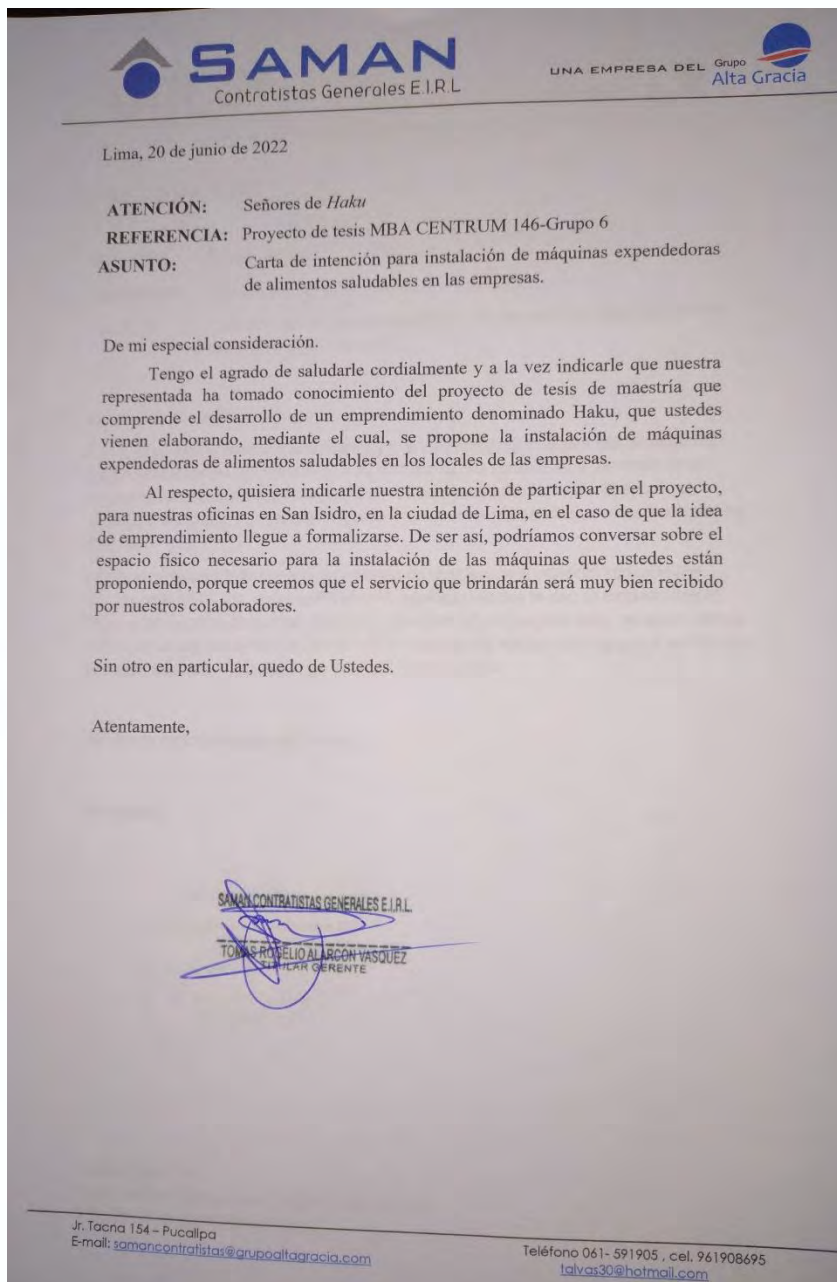 SAMAN
Contratistas Generales E.I.R.L
UNA EMPRESA DEL Grupo
Alta Gracia
Lima, 20 de junio de 2022
ATENCIÓN: Señores de Haku
REFERENCIA: Proyecto de tesis MBA CENTRUM 146-Grupo 6
ASUNTO: Carta de intención para instalación de máquinas expendedoras
de alimentos saludables en las empresas.
De mi especial consideración.
Tengo el agrado de saludarle cordialmente y a la vez indicarle que nuestra
representada ha tomado conocimiento del proyecto de tesis de maestría que
comprende el desarrollo de un emprendimiento denominado Haku, que ustedes
vienen elaborando, mediante el cual, se propone la instalación de máquinas
expendedoras de alimentos saludables en los locales de las empresas.
Al respecto, quisiera indicarle nuestra intención de participar en el proyecto,
para nuestras oficinas en San Isidro, en la ciudad de Lima, en el caso de que la idea
de emprendimiento llegue a formalizarse. De ser así, podríamos conversar sobre el
espacio físico necesario para la instalación de las máquinas que ustedes están
proponiendo, porque creemos que el servicio que brindarán será muy bien recibido
por nuestros colaboradores.
Sin otro en particular, quedo de Ustedes.
Atentamente,
SAMAN CONTRATISTAS GENERALES E.I.R.L.
TOMAS ROGELIO ALARCON VASQUEZ
TITULAR GERENTE
Jr. Tacna 154 – Pucallpa
E-mail: samancontratistas@grupoaltagracia.com
Teléfono 061- 591905 , cel. 961908695
talvas30@hotmail.com